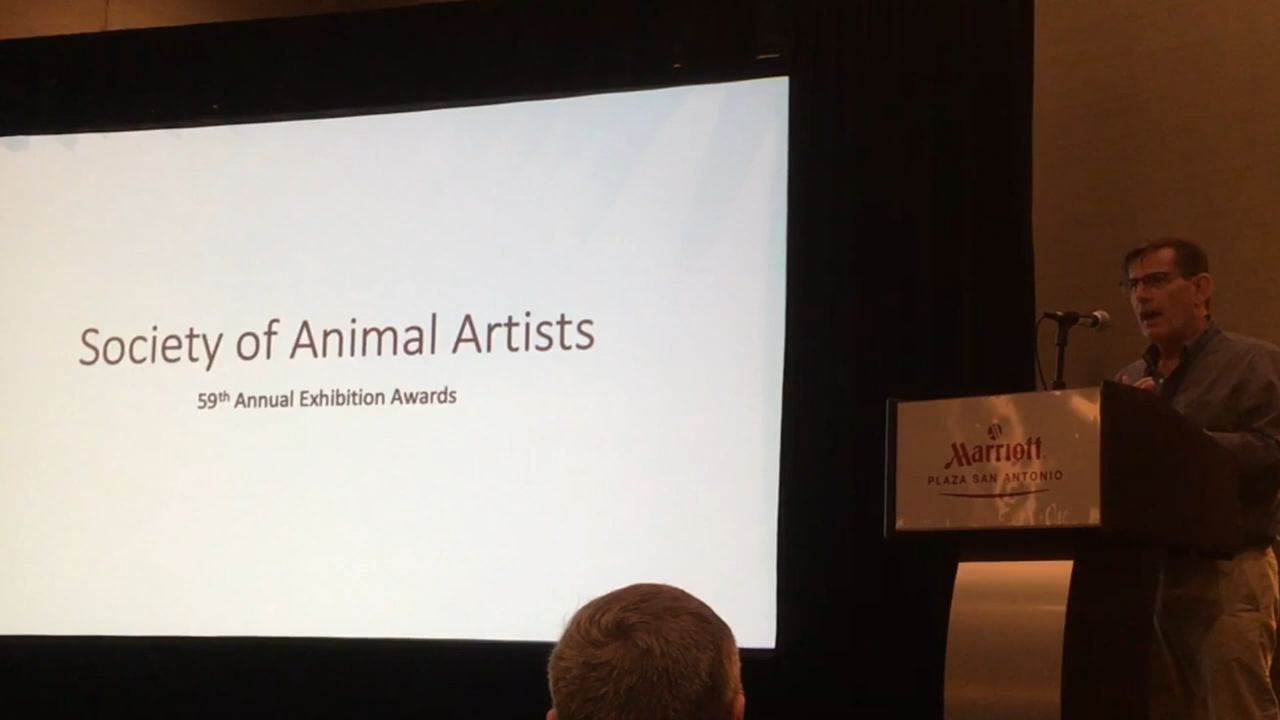 Society of Animal Artists
59th Annual Exhibition Awards
Marriott
PLAZA SAN ANTONIO